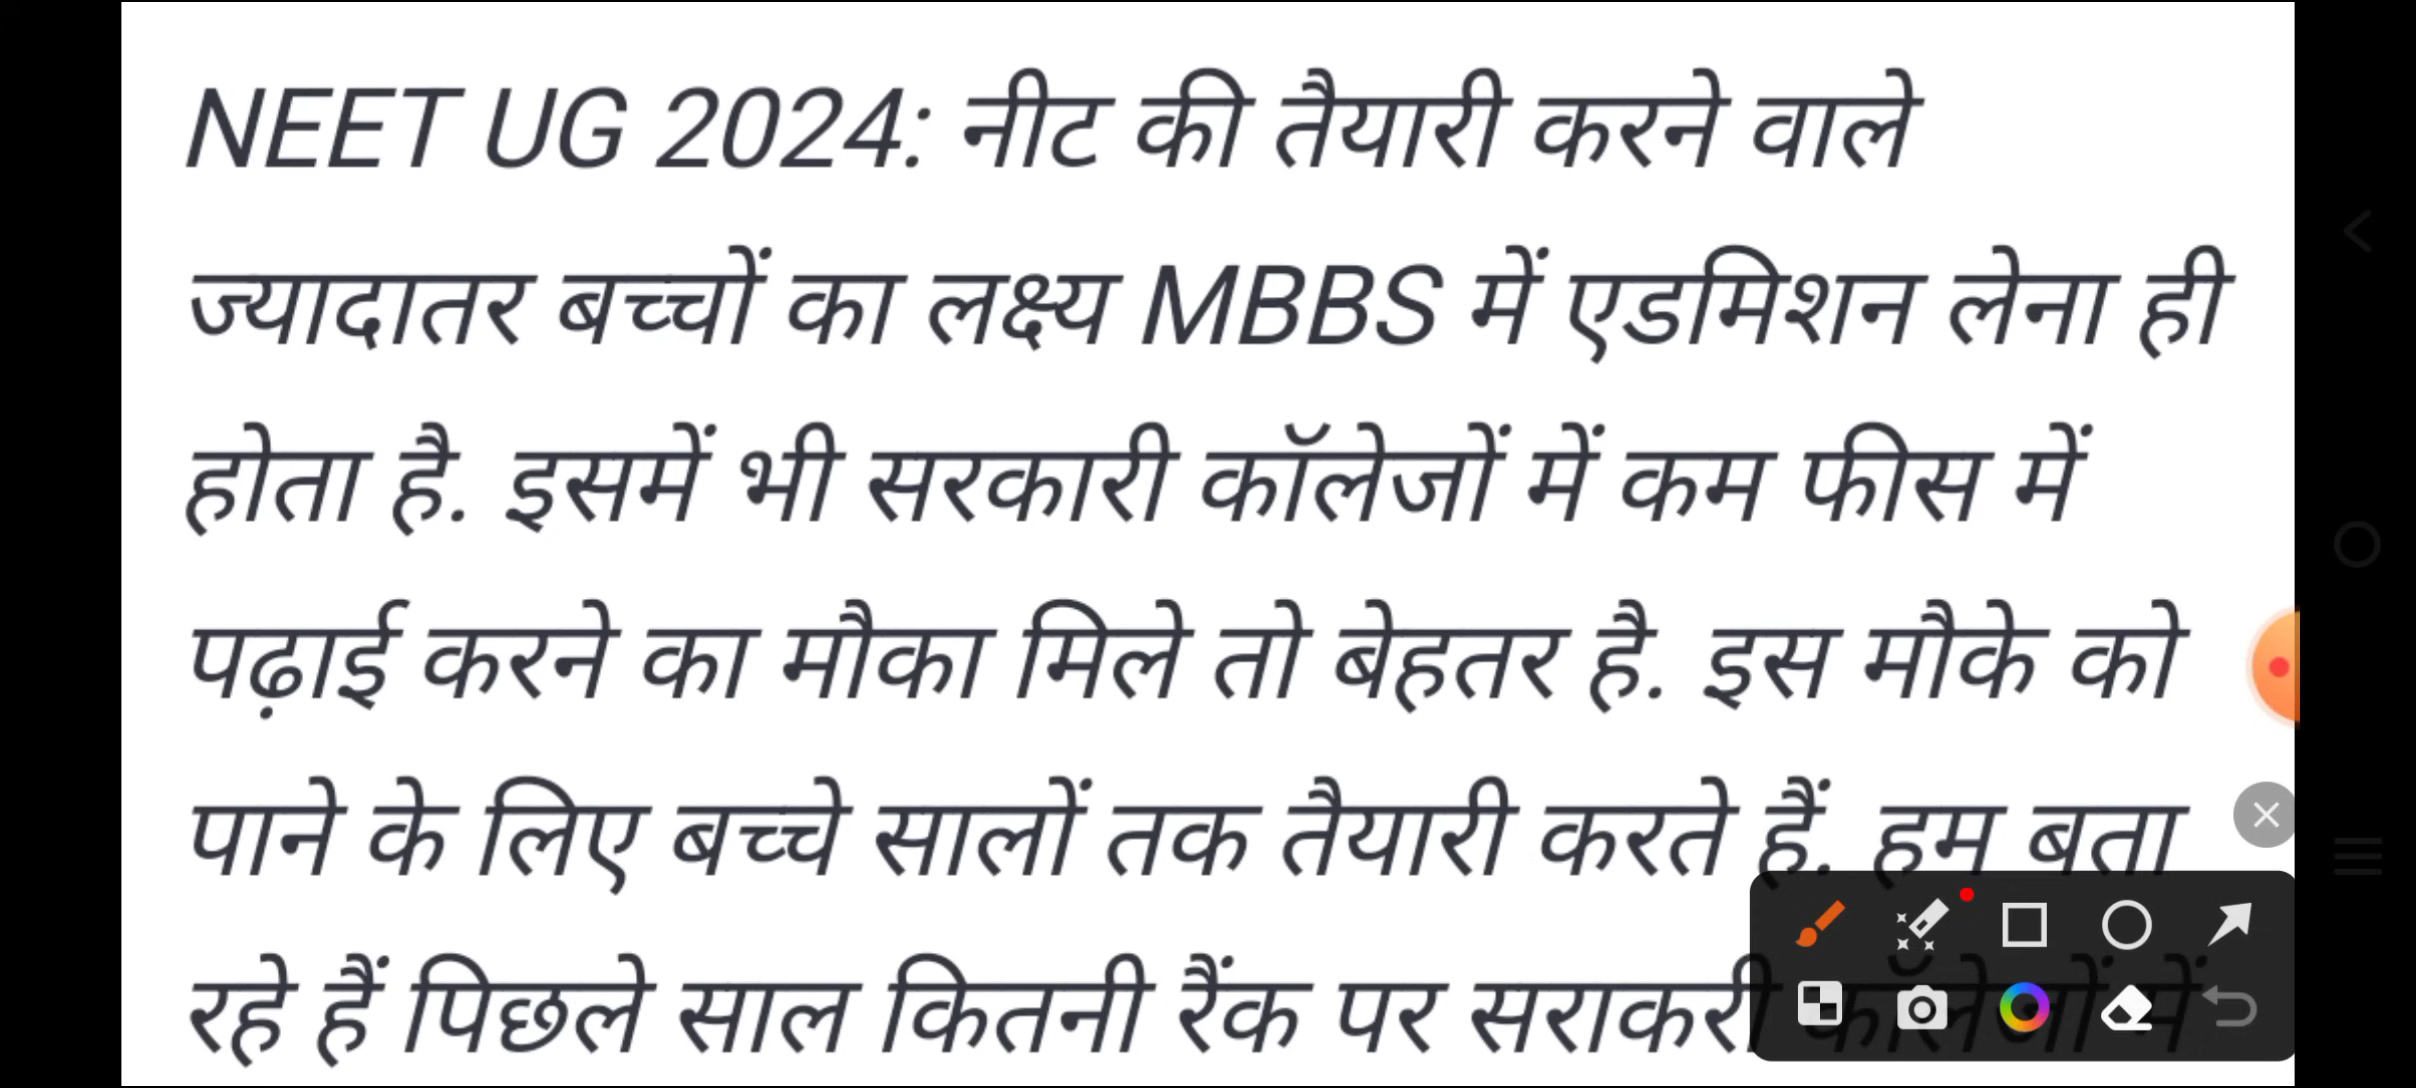 NEET UG 2024: नीट की तैयारी करने वाले
ज्यादातर बच्चों का लक्ष्य MBBS में एडमिशन लेना ही
होता है. इसमें भी सरकारी कॉलेजों में कम फीस में
पढ़ाई करने का मौका मिले तो बेहतर है. इस मौके को
पाने के लिए बच्चे सालों तक तैयारी करते हैं. हम बता
रहे हैं पिछले साल कितनी रैंक पर सराकरी कॉलेजों में